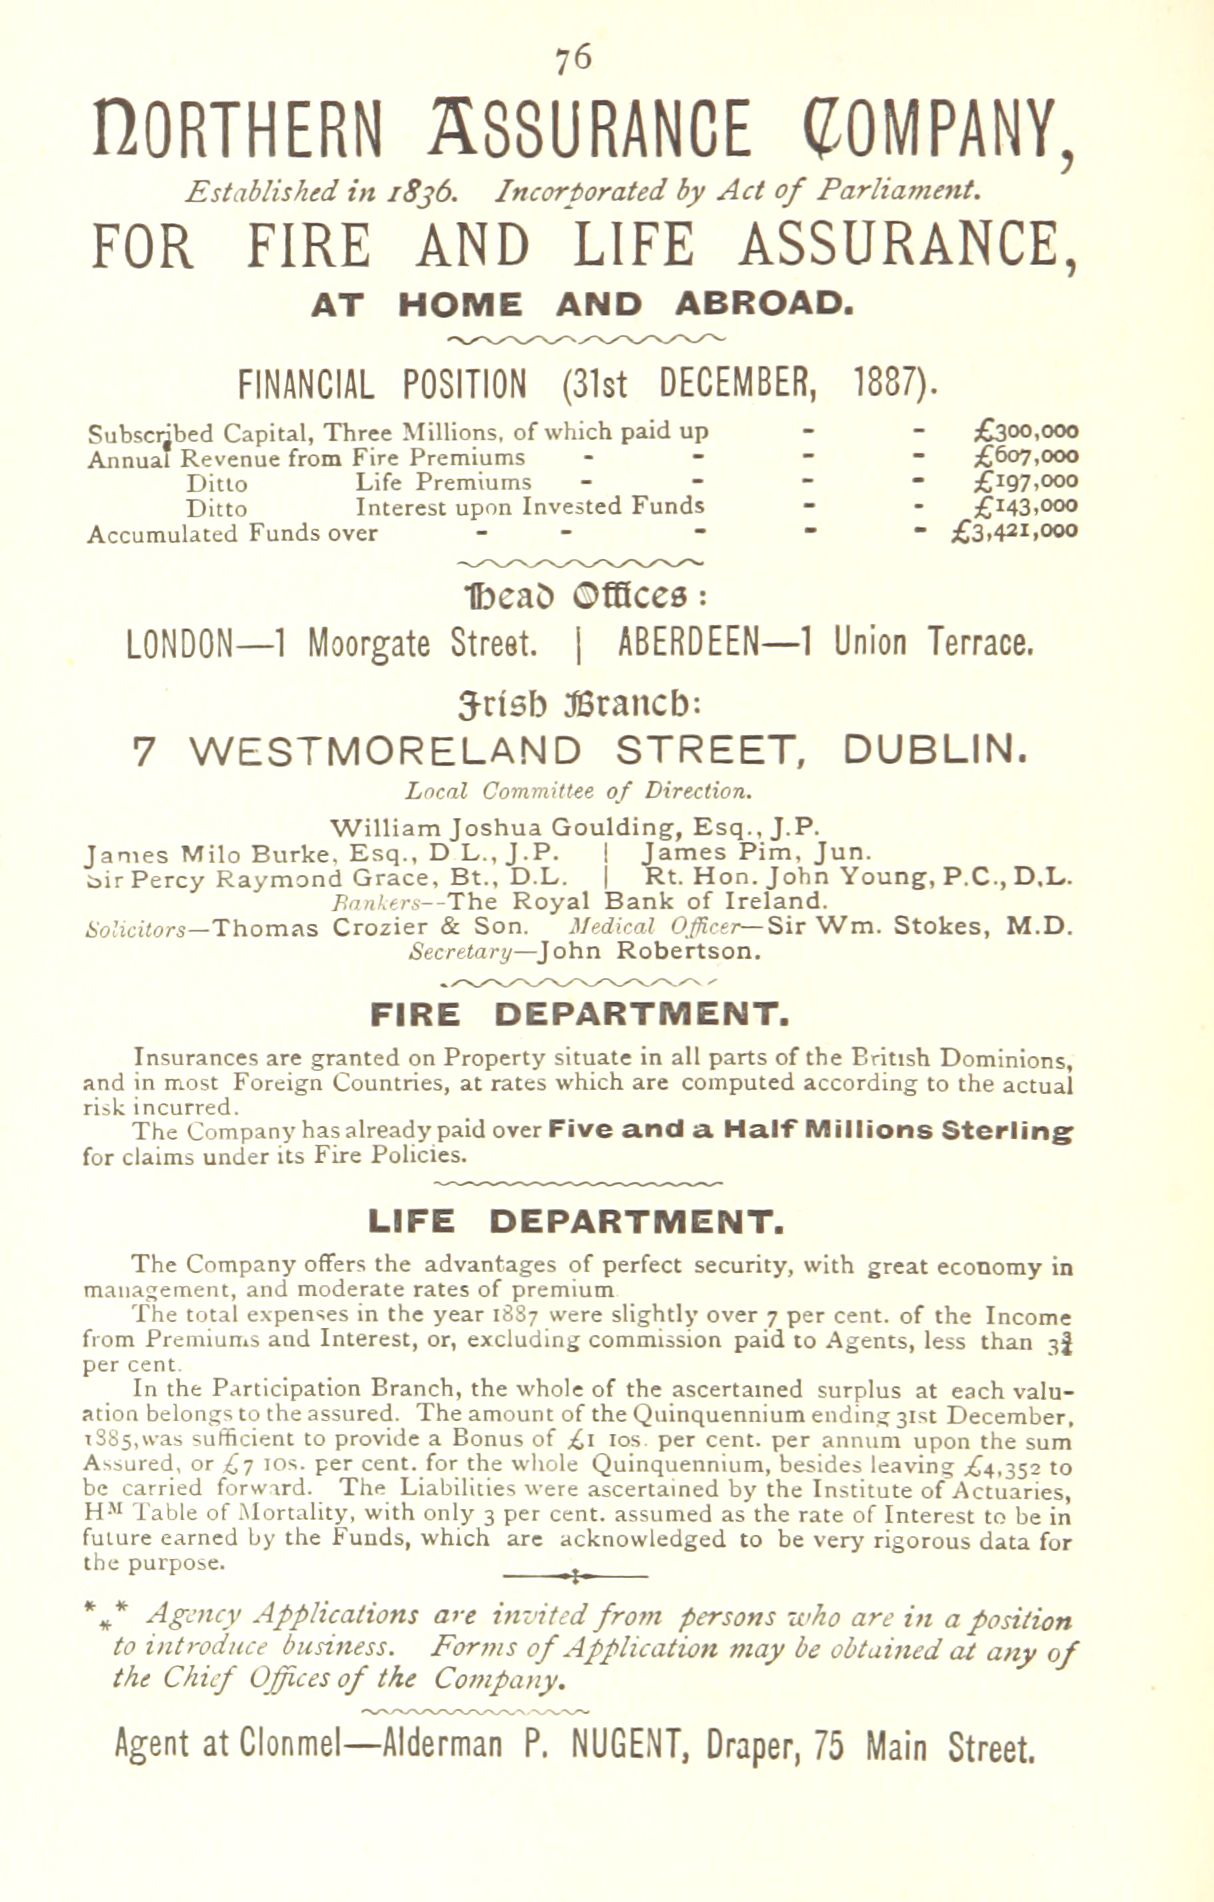 76
NORTHERN ASSURANCE COMPANY,
Established in 1836. Incorporated by Act of Parliament.
FOR FIRE AND LIFE ASSURANCE,
AT HOME AND ABROAD.
FINANCIAL POSITION (31st DECEMBER, 1887).
Subscribed Capital, Three Millions, of which paid up - - £300,000
Annual Revenue from Fire Premiums - - - - £607,000
Ditto Life Premiums - - - - £197,000
Ditto Interest upon Invested Funds - - £143,000
Accumulated Funds over - - - - - £3,421,000
Head Offices:
LONDON—1 Moorgate Street. | ABERDEEN—1 Union Terrace.
Irish Branch:
7 WESTMORELAND STREET, DUBLIN.
Local Committee of Direction.
William Joshua Goulding, Esq., J.P.
James Milo Burke, Esq., D L., J.P. | James Pim, Jun.
Sir Percy Raymond Grace, Bt., D.L. | Rt. Hon. John Young, P.C., D.L.
Bankers--The Royal Bank of Ireland.
Solicitors—Thomas Crozier & Son. Medical Officer—Sir Wm. Stokes, M.D.
Secretary—John Robertson.
FIRE DEPARTMENT.
Insurances are granted on Property situate in all parts of the British Dominions,
and in most Foreign Countries, at rates which are computed according to the actual
risk incurred.
The Company has already paid over Five and a Half Millions Sterling
for claims under its Fire Policies.
LIFE DEPARTMENT.
The Company offers the advantages of perfect security, with great economy in
management, and moderate rates of premium
The total expenses in the year 1887 were slightly over 7 per cent. of the Income
from Premiums and Interest, or, excluding commission paid to Agents, less than 3¾
per cent.
In the Participation Branch, the whole of the ascertained surplus at each valu-
ation belongs to the assured. The amount of the Quinquennium ending 31st December,
1885, was sufficient to provide a Bonus of £1 10s. per cent. per annum upon the sum
Assured, or £7 10s. per cent. for the whole Quinquennium, besides leaving £4,352 to
be carried forward. The Liabilities were ascertained by the Institute of Actuaries,
HM Table of Mortality, with only 3 per cent. assumed as the rate of Interest to be in
future earned by the Funds, which are acknowledged to be very rigorous data for
the purpose.
*** Agency Applications are invited from persons who are in a position
to introduce business. Forms of Application may be obtained at any of
the Chief Offices of the Company.
Agent at Clonmel—Alderman P. NUGENT, Draper, 75 Main Street.